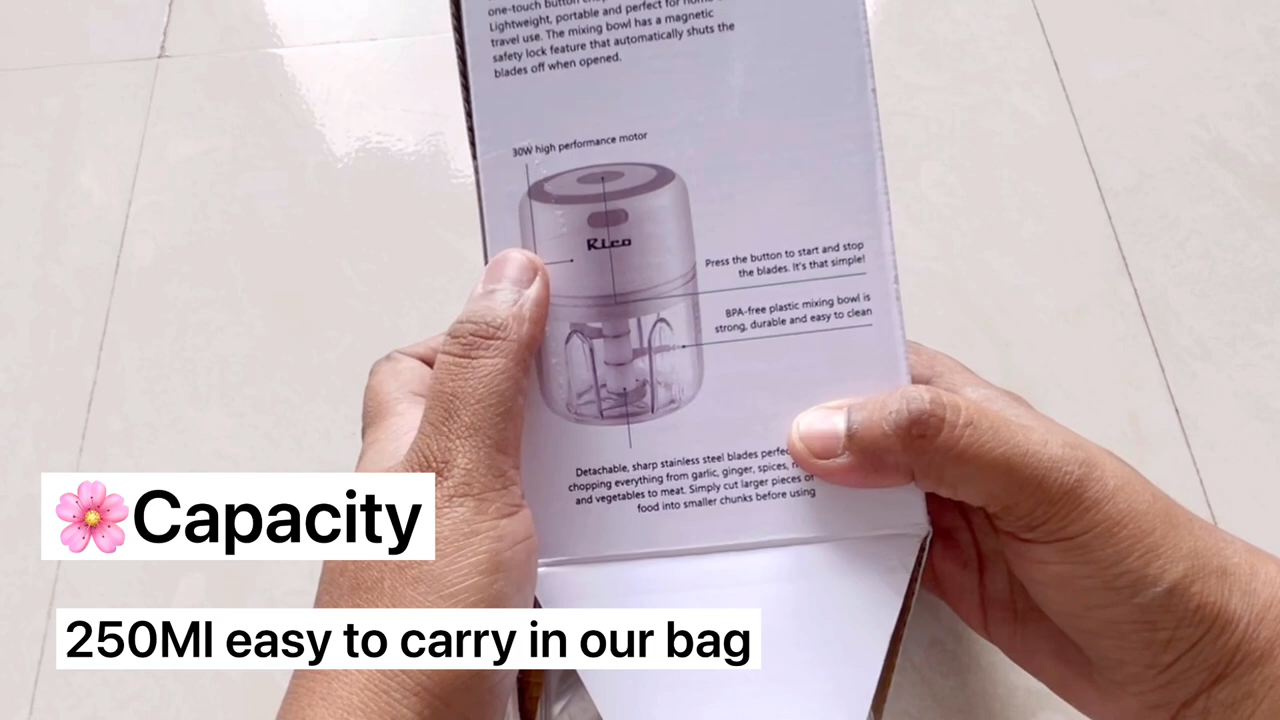 one-touch button
Lightweight, portable and perfect for home
travel use. The mixing bowl has a magnetic
safety lock feature that automatically shuts the
blades off when opened.
30W high performance motor
Rico
Press the button to start and stop
the blades. It's that simple!
BPA-free plastic mixing bowl is
strong, durable and easy to clean
Detachable, sharp stainless steel blades
chopping everything from garlic, ginger, spices,
and vegetables to meat. Simply cut larger pieces of
food into smaller chunks before using
🌸Capacity
250Ml easy to carry in our bag